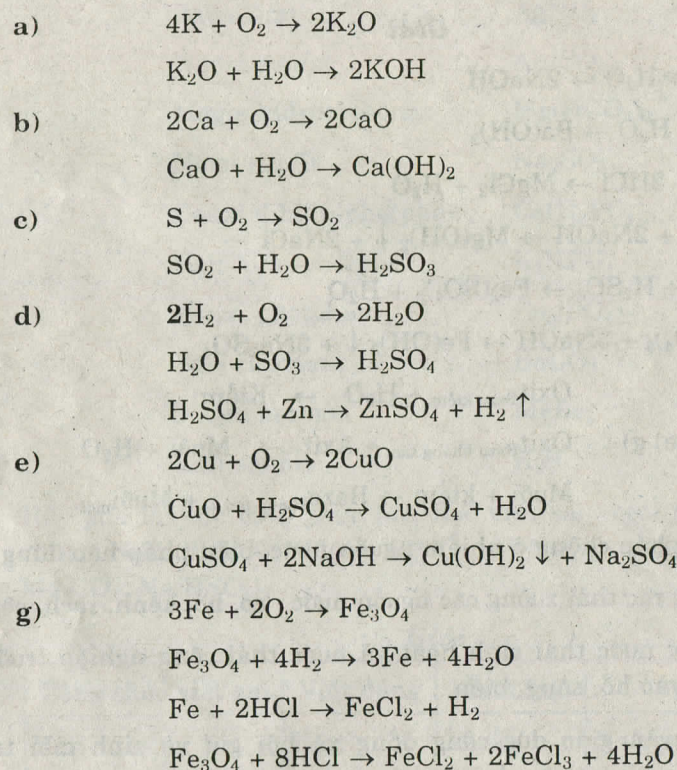 a) 4K + O₂ → 2K₂O
K₂O + H₂O → 2KOH
b) 2Ca + O₂ → 2CaO
CaO + H₂O → Ca(OH)₂
c) S + O₂ → SO₂
SO₂ + H₂O → H₂SO₃
d) 2H₂ + O₂ → 2H₂O
H₂O + SO₃ → H₂SO₄
H₂SO₄ + Zn → ZnSO₄ + H₂ ↑
e) 2Cu + O₂ → 2CuO
CuO + H₂SO₄ → CuSO₄ + H₂O
CuSO₄ + 2NaOH → Cu(OH)₂ ↓ + Na₂SO₄
g) 3Fe + 2O₂ → Fe₃O₄
Fe₃O₄ + 4H₂ → 3Fe + 4H₂O
Fe + 2HCl → FeCl₂ + H₂
Fe₃O₄ + 8HCl → FeCl₂ + 2FeCl₃ + 4H₂O